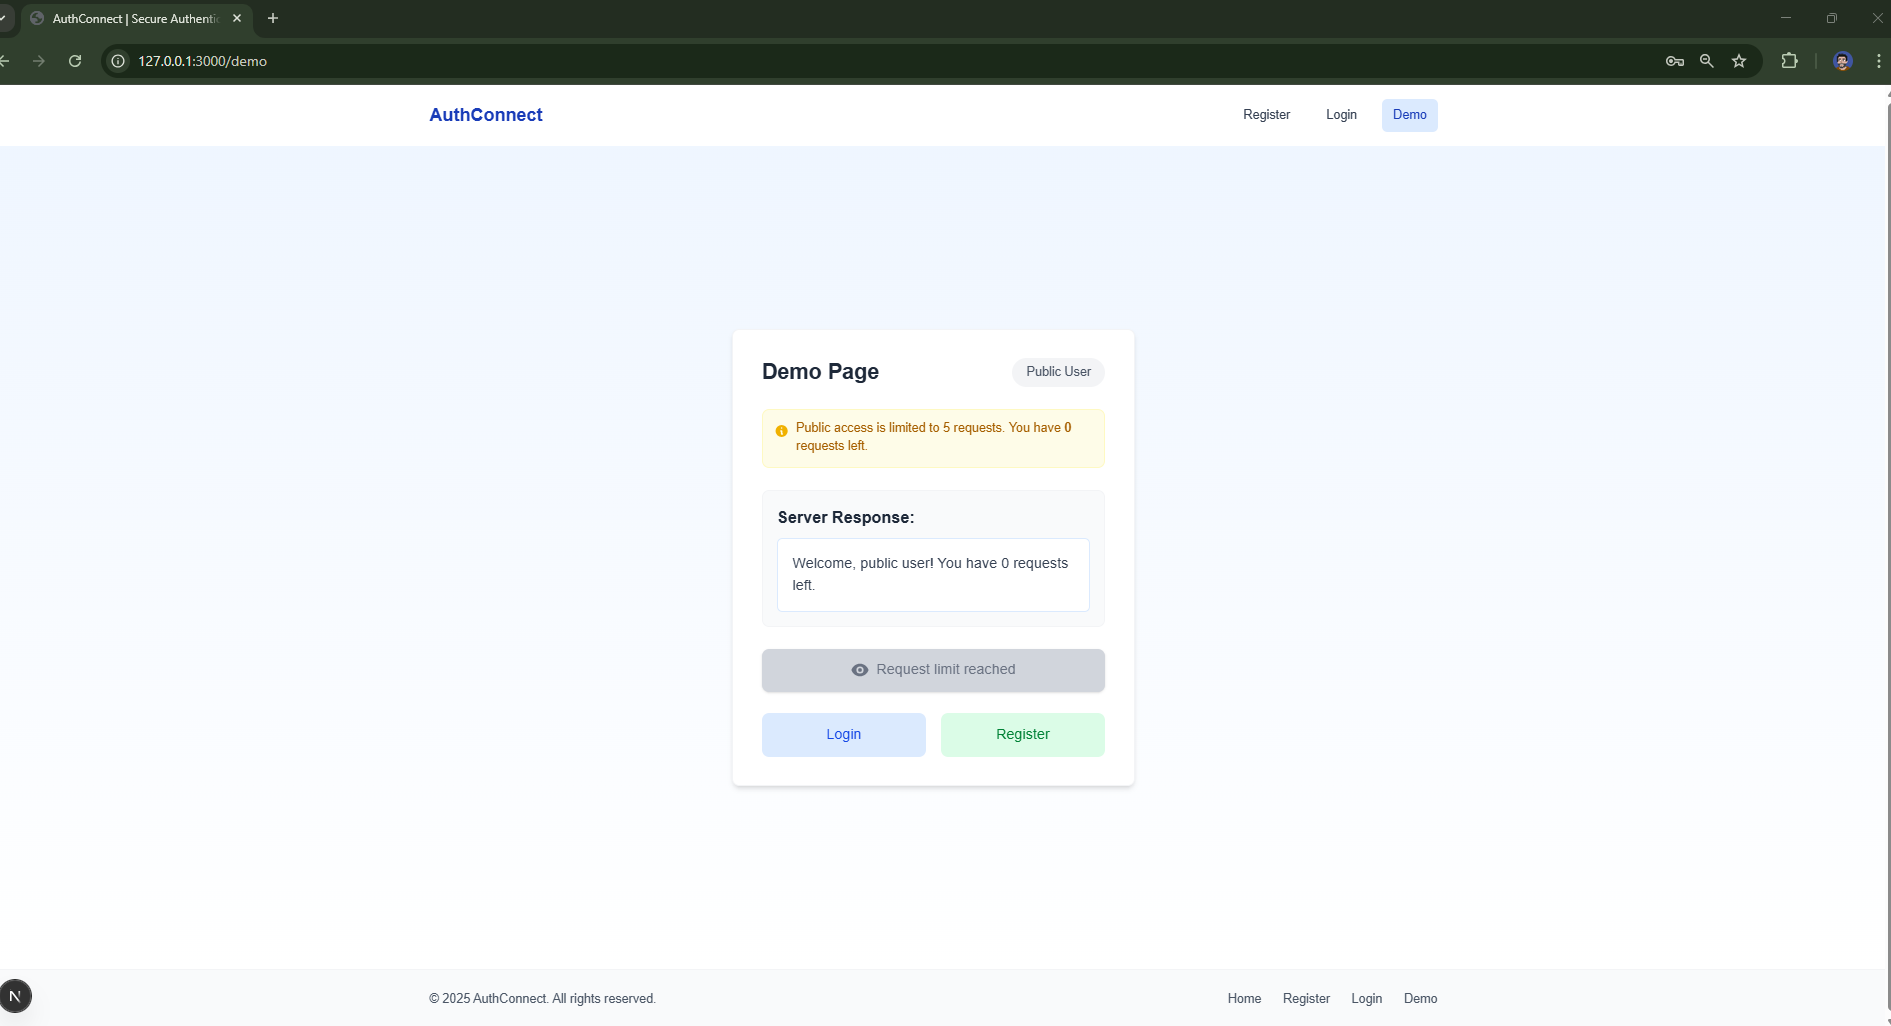 AuthConnect | Secure Authentic
127.0.0.1:3000/demo
AuthConnect
Register
Login
Demo
Demo Page
Public User
Public access is limited to 5 requests. You have 0
requests left.
Server Response:
Welcome, public user! You have 0 requests
left.
Request limit reached
Login
Register
N
© 2025 AuthConnect. All rights reserved.
Home
Register
Login
Demo